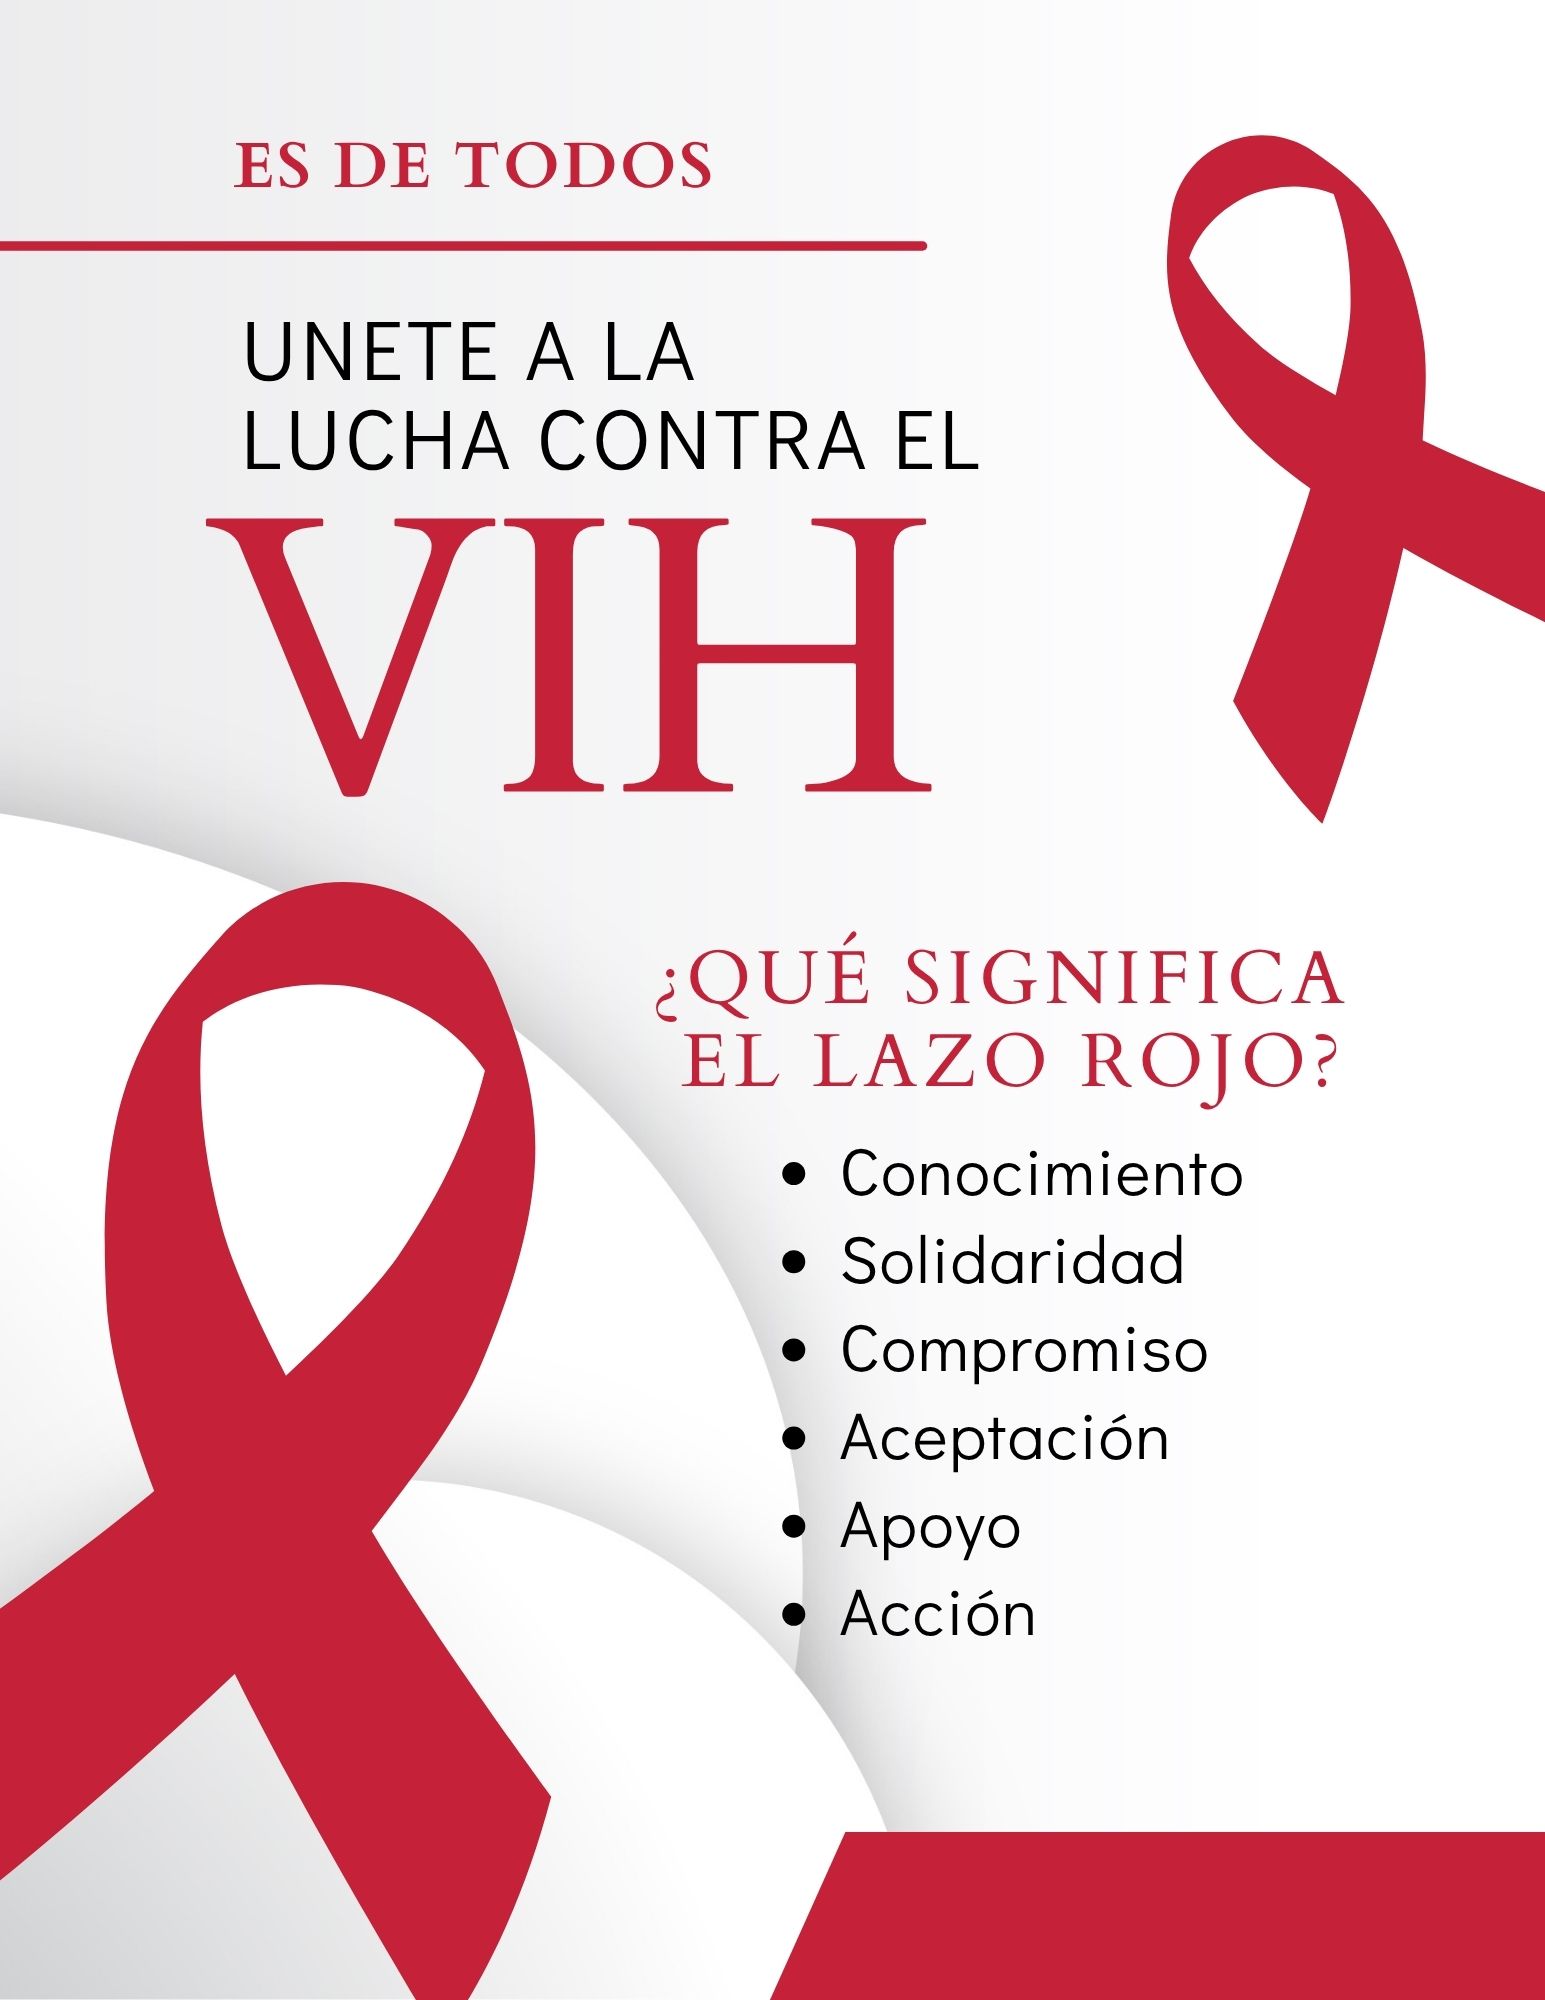 ES DE TODOS
UNETE A LA
LUCHA CONTRA EL
VIH
¿QUÉ SIGNIFICA
EL LAZO ROJO?
• Conocimiento
• Solidaridad
• Compromiso
• Aceptación
• Apoyo
• Acción